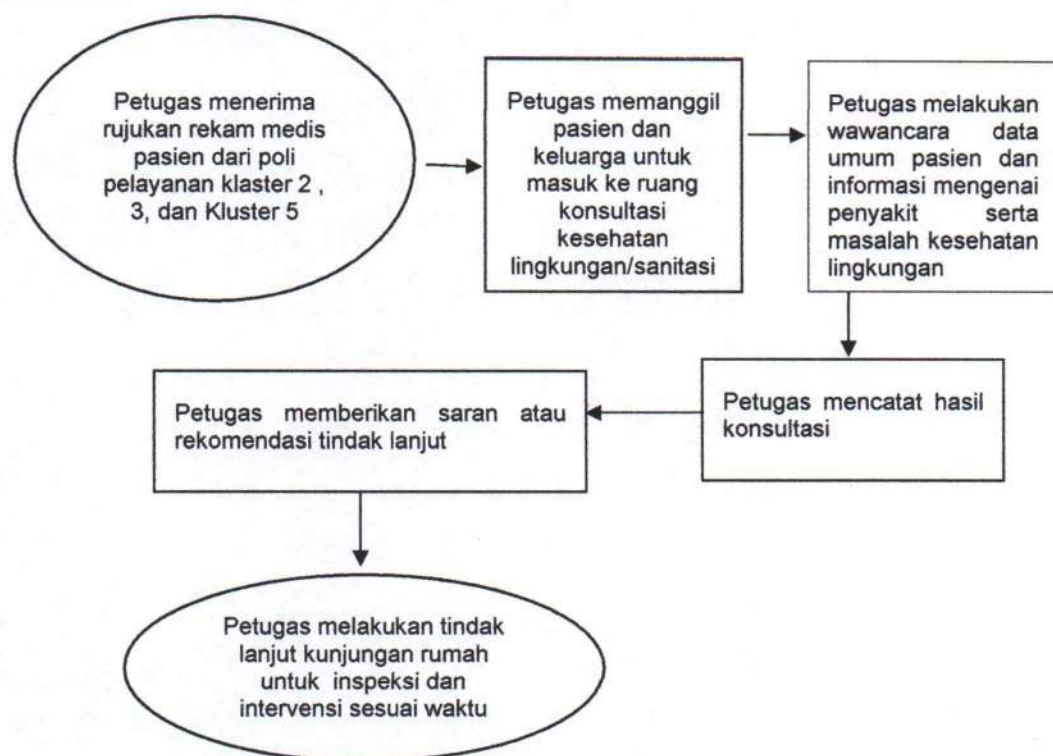 Petugas menerima
rujukan rekam medis
pasien dari poli
pelayanan klaster 2 ,
3, dan Kluster 5
Petugas memanggil
pasien dan
keluarga untuk
masuk ke ruang
konsultasi
kesehatan
lingkungan/sanitasi
Petugas melakukan
wawancara data
umum pasien dan
informasi mengenai
penyakit serta
masalah kesehatan
lingkungan
Petugas mencatat hasil
konsultasi
Petugas memberikan saran atau
rekomendasi tindak lanjut
Petugas melakukan tindak
lanjut kunjungan rumah
untuk inspeksi dan
intervensi sesuai waktu